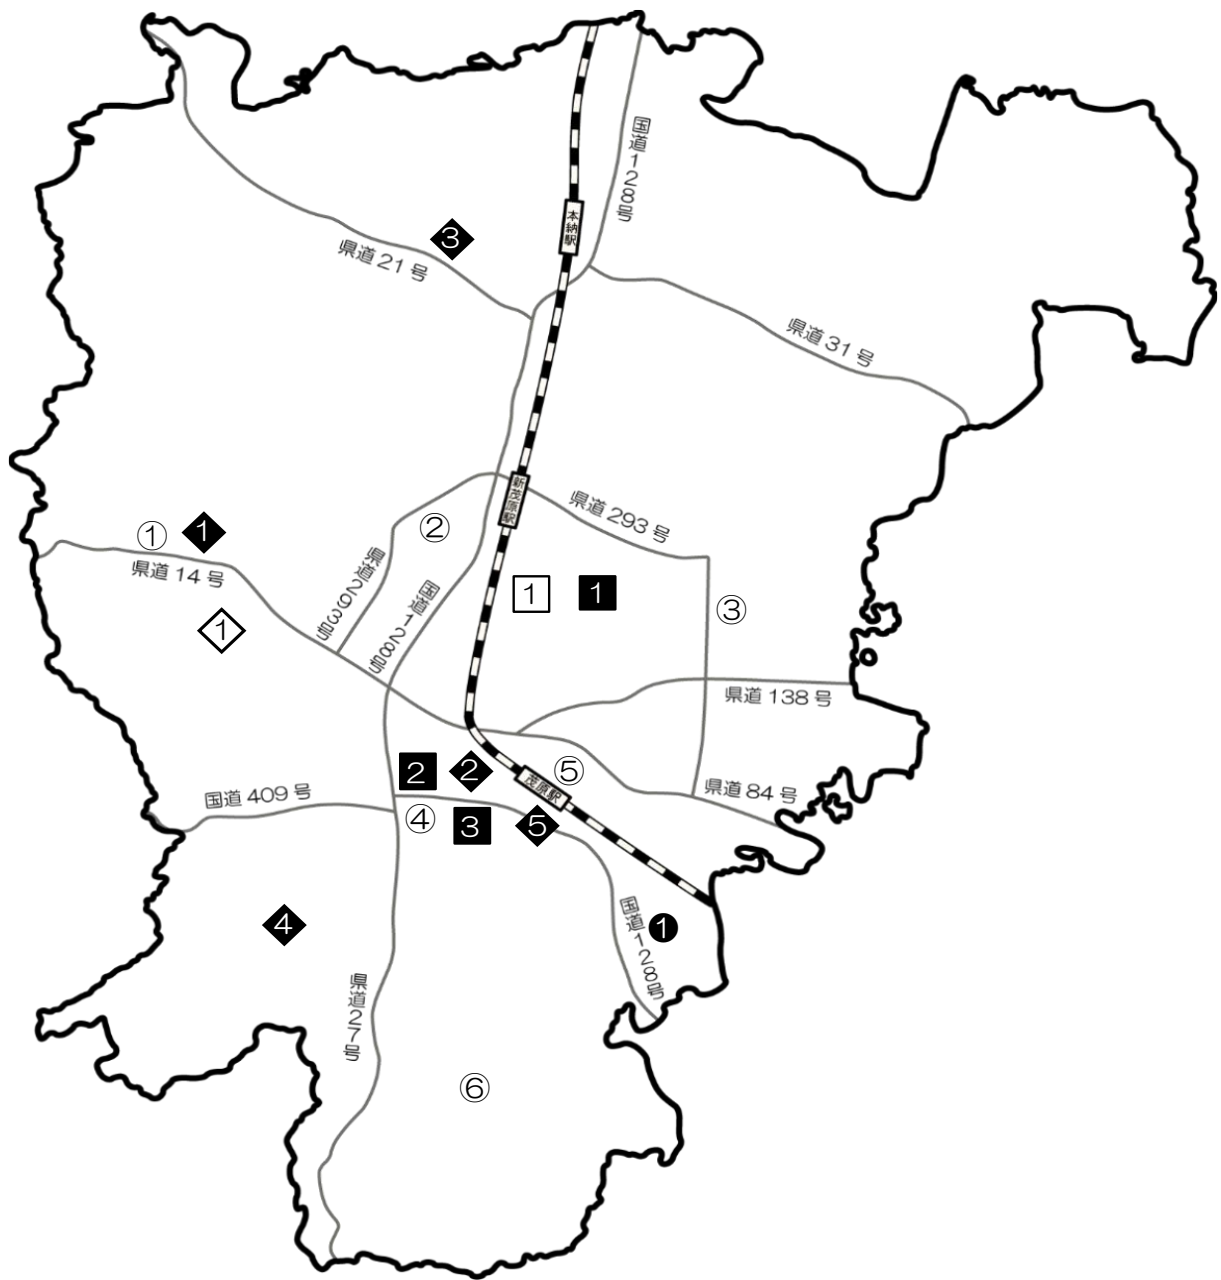 国道128号
本納駅
③
県道21号
県道31号
新茂原駅
県道293号
①
1
②
県道14号
県道293号
国道128号
1
1
③
1
県道138号
2
2
茂原駅
⑤
県道84号
国道409号
④
3
5
4
国道128号
❶
県道27号
⑥